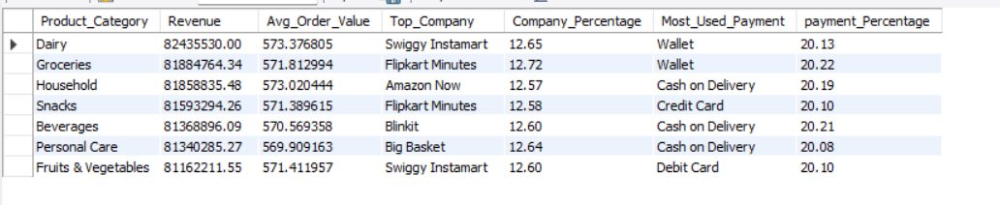 Product_Category Revenue Avg_Order_Value Top_Company Company_Percentage Most_Used_Payment payment_Percentage
Dairy 82435530.00 573.376805 Swiggy Instamart 12.65 Wallet 20.13
Groceries 81884764.34 571.812994 Flipkart Minutes 12.72 Wallet 20.22
Household 81858835.48 573.020444 Amazon Now 12.57 Cash on Delivery 20.19
Snacks 81593294.26 571.389615 Flipkart Minutes 12.58 Credit Card 20.10
Beverages 81368896.09 570.569358 Blinkit 12.60 Cash on Delivery 20.21
Personal Care 81340285.27 569.909163 Big Basket 12.64 Cash on Delivery 20.08
Fruits & Vegetables 81162211.55 571.411957 Swiggy Instamart 12.60 Debit Card 20.10